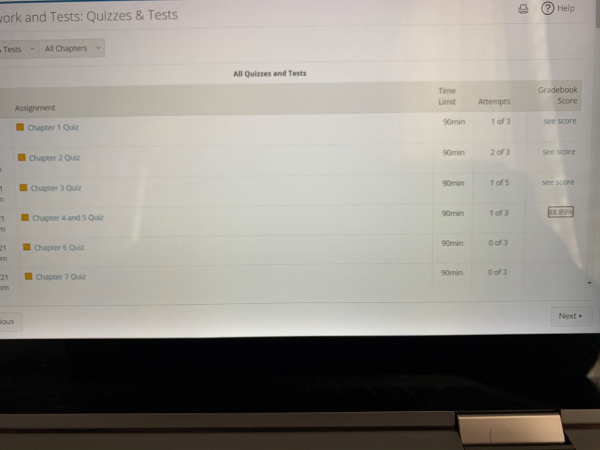 work and Tests: Quizzes & Tests
Help
Tests All Chapters
All Quizzes and Tests
Assignment Time Limit Attempts Gradebook Score
Chapter 1 Quiz 90min 1 of 3 see score
Chapter 2 Quiz 90min 2 of 3 see score
Chapter 3 Quiz 90min 1 of 5 see score
Chapter 4 and 5 Quiz 90min 1 of 3 88.89%
Chapter 6 Quiz 90min 0 of 3
21 Chapter 7 Quiz 90min 0 of 3
ious Next